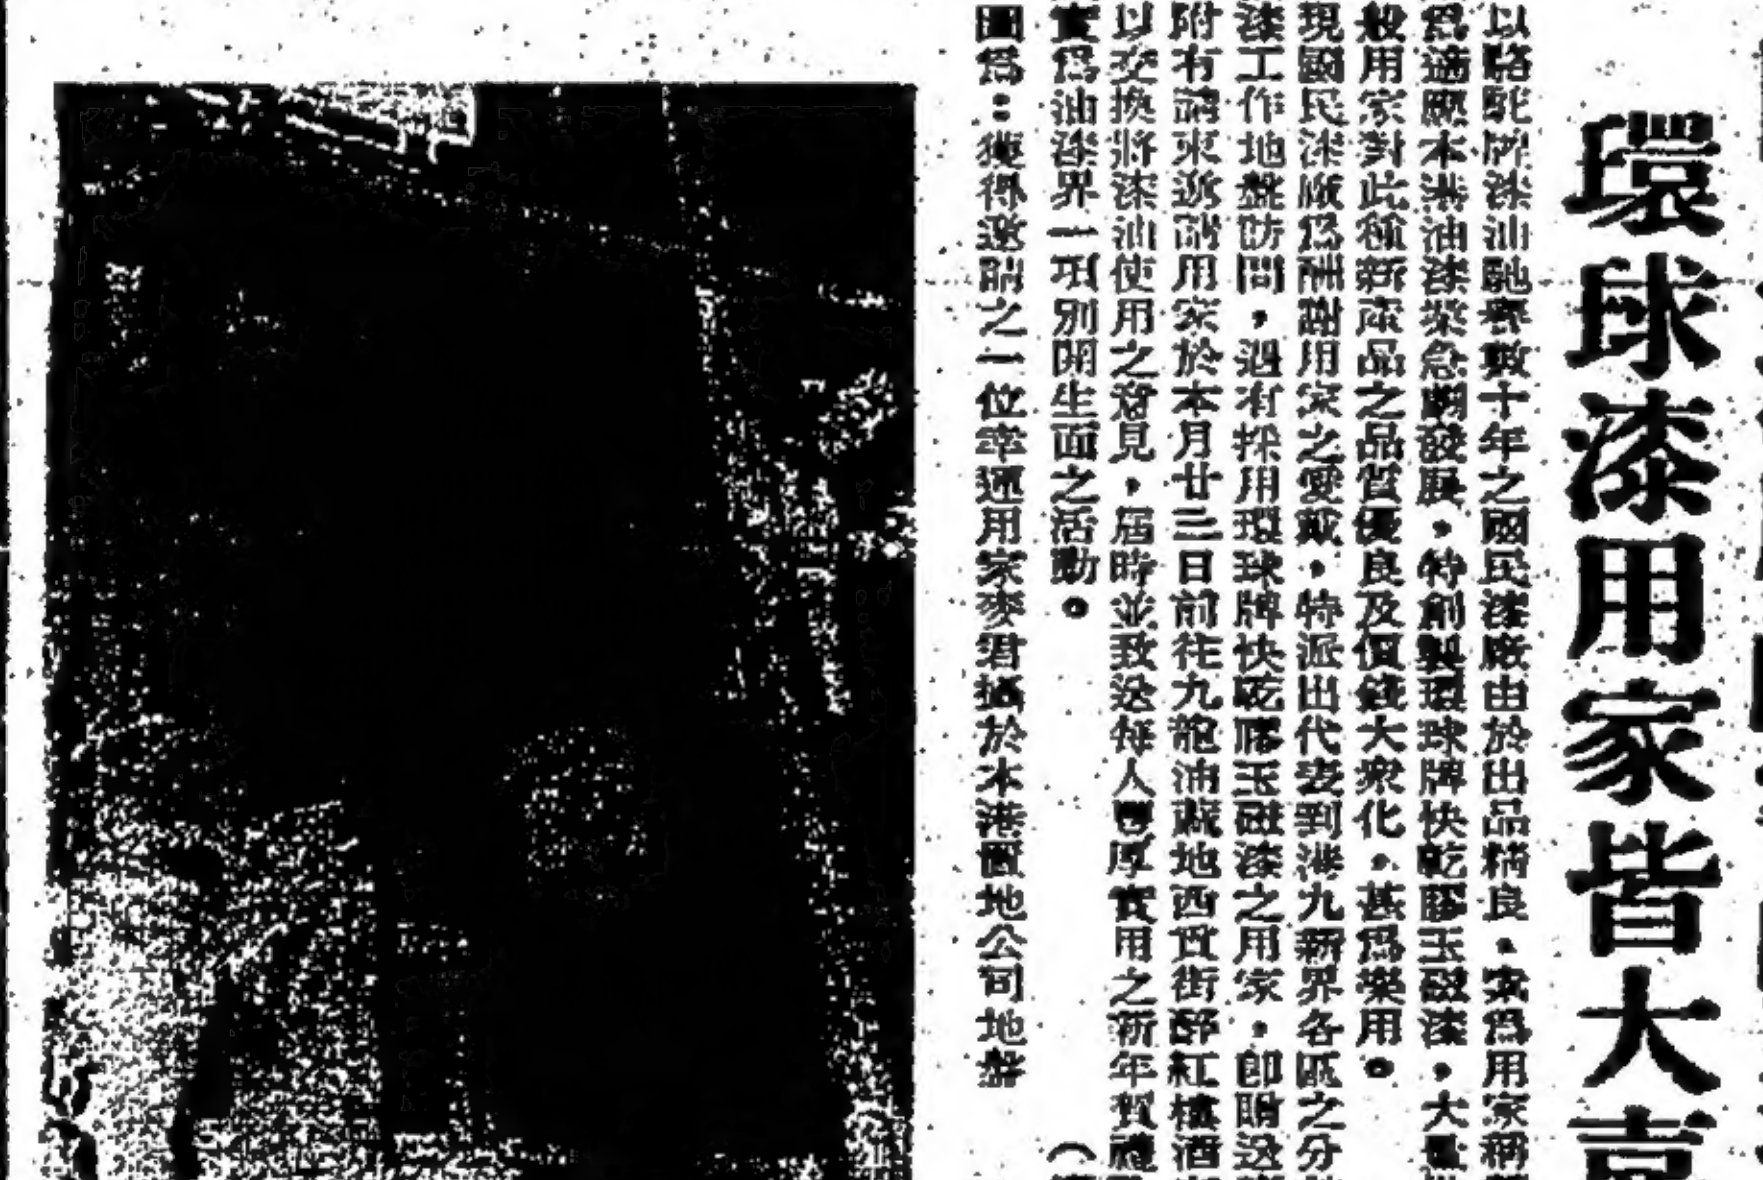 環球漆用家皆大喜
以駱駝牌漆油馳譽數十年之國民漆廠由於出品精良,素爲用家稱
爲適應本港油漆業急劇發展,特創製環球牌快乾膠玉磁漆,大量
般用家對此種新產品之品質優良及價錢大衆化,甚爲樂用。
現國民漆廠爲酬謝用家之愛戴,特派出代表到港九新界各區之分
漆工作地盤訪問,遇有採用環球牌快乾膠玉磁漆之用家,即贈送
附有請柬邀請用家於本月廿三日前往九龍油蔴地西貢街醉紅樓酒
以交換將漆油使用之意見,屆時並致送每人豐厚實用之新年賀禮
實爲油漆界一項別開生面之活動。(
圖爲:獲得邀請之一位幸運用家麥君攝於本港置地公司地盤